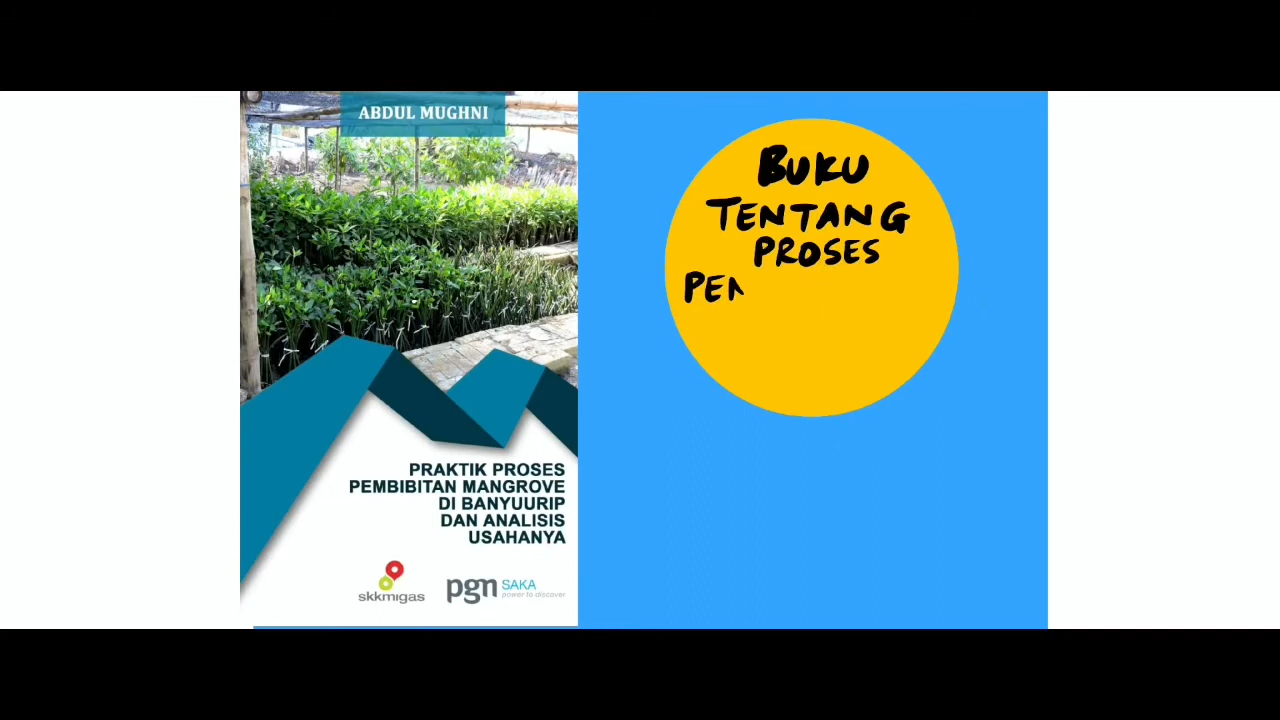 ABDUL MUGHNI
PRAKTIK PROSES
PEMBIBITAN MANGROVE
DI BANYUURIP
DAN ANALISIS
USAHANYA
skkmigas
pgn SAKA
power to discover
BUKU
TENTANG
PROSES